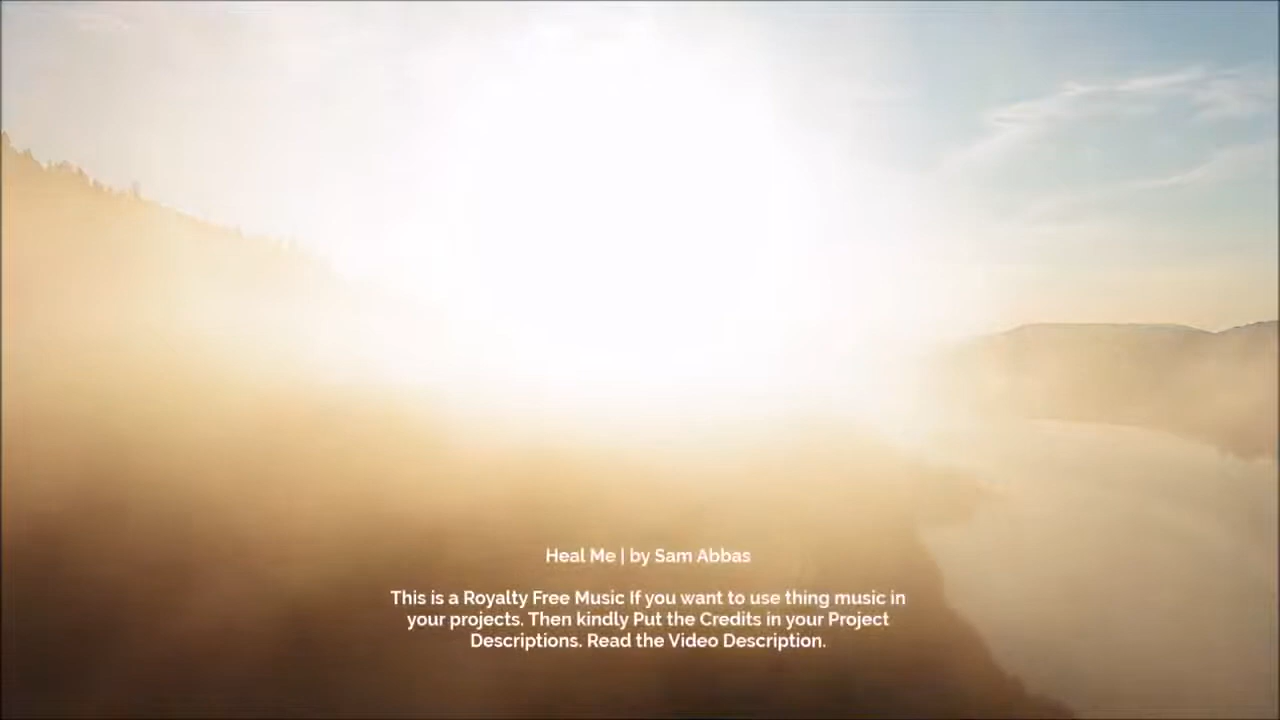 Heal Me | by Sam Abbas
This is a Royalty Free Music If you want to use thing music in
your projects. Then kindly Put the Credits in your Project
Descriptions. Read the Video Description.